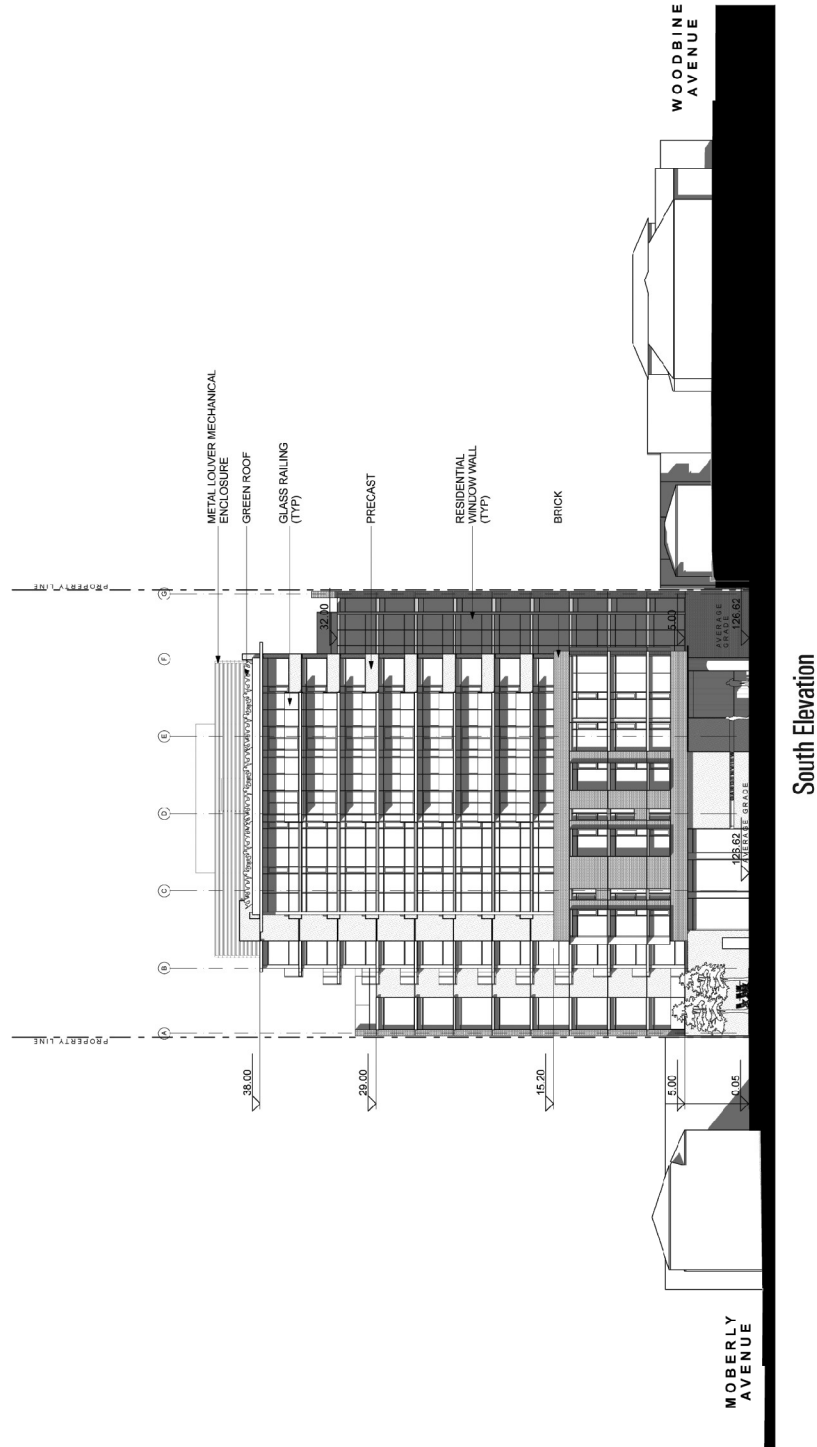 PROPERTY LINE
PROPERTY LINE
A
B
C
D
E
F
G
METAL LOUVER MECHANICAL
ENCLOSURE
GREEN ROOF
GLASS RAILING
(TYP)
PRECAST
RESIDENTIAL
WINDOW WALL
(TYP)
BRICK
38.00
29.00
15.20
5.00
0.05
32.00
5.00
AVERAGE
GRADE
126.62
126.62
AVERAGE GRADE
MOBERLY
AVENUE
WOODBINE
AVENUE
South Elevation